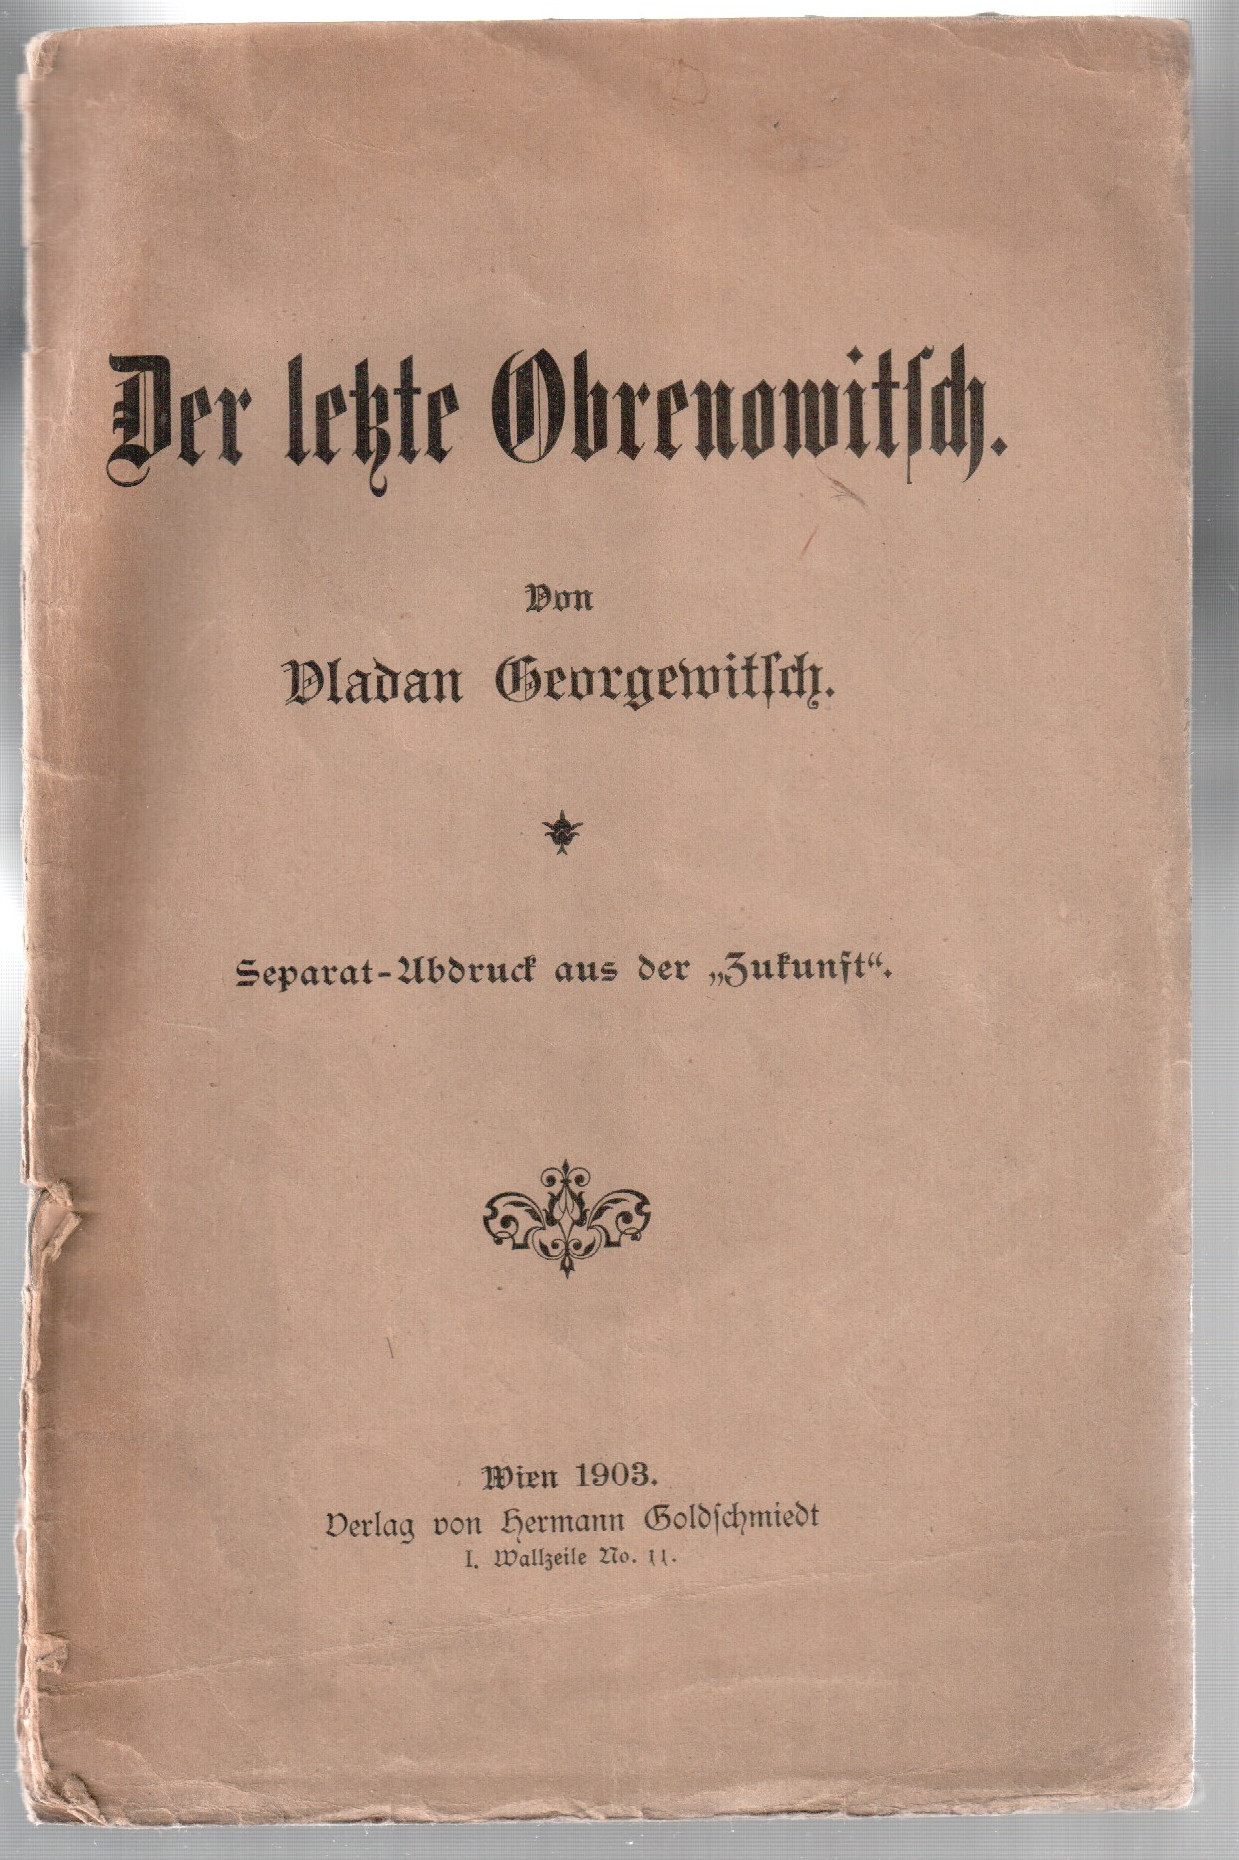 Der letzte Obrenowitsch.
Von
Vladan Georgewitsch.
Separat-Abdruck aus der „Zukunft“.
Wien 1903.
Verlag von Hermann Goldschmiedt
I. Wallzeile No. 11.